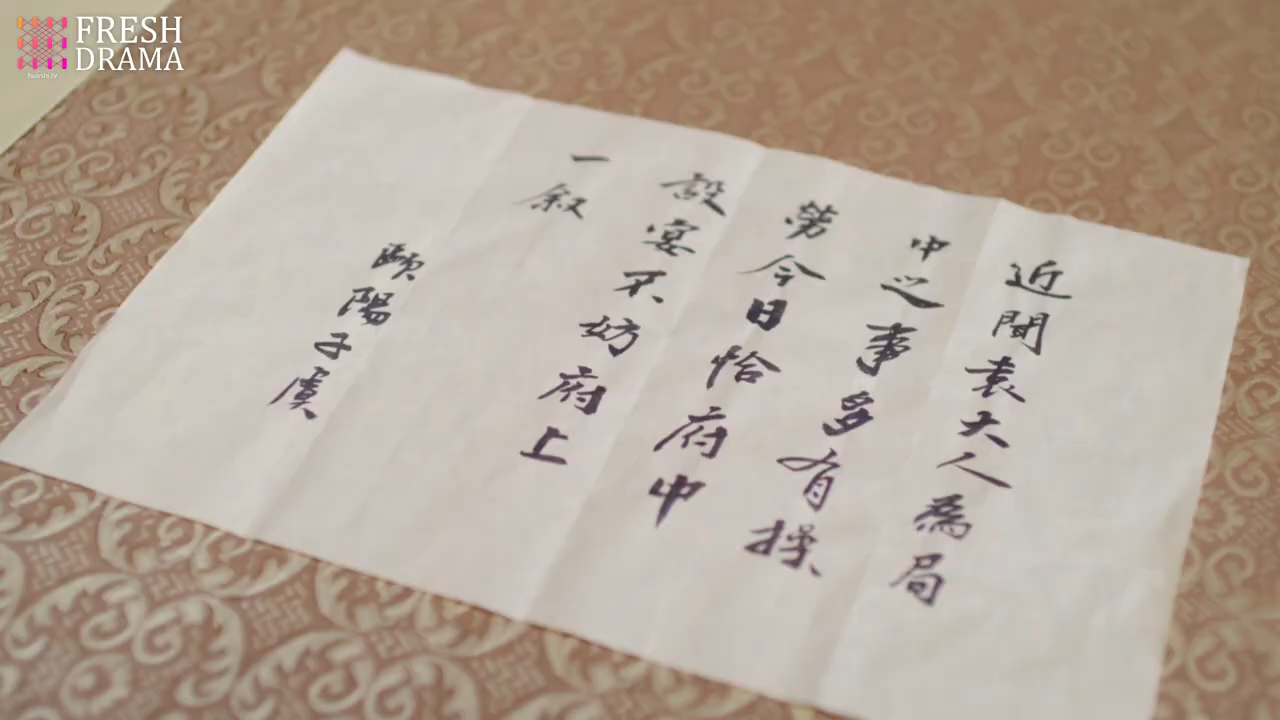 FRESH
DRAMA
近聞袁大人為局
中之事多有操
勞今日恰府中
設宴不妨府上
一叙
頤陽子虞